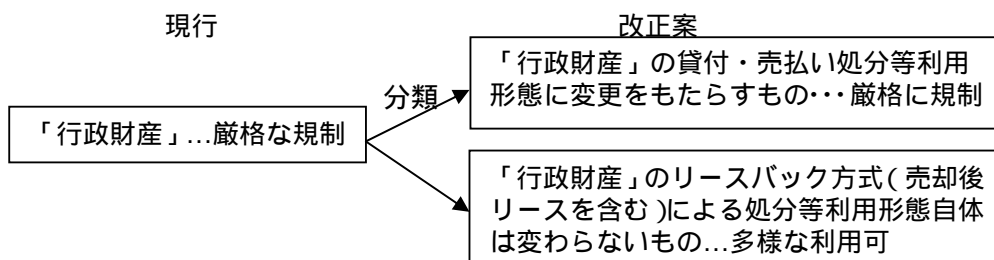 現行
改正案
「行政財産」の貸付・売払い処分等利用
形態に変更をもたらすもの・・・厳格に規制
分類
「行政財産」…厳格な規制
「行政財産」のリースバック方式(売却後
リースを含む)による処分等利用形態自体
は変わらないもの…多様な利用可